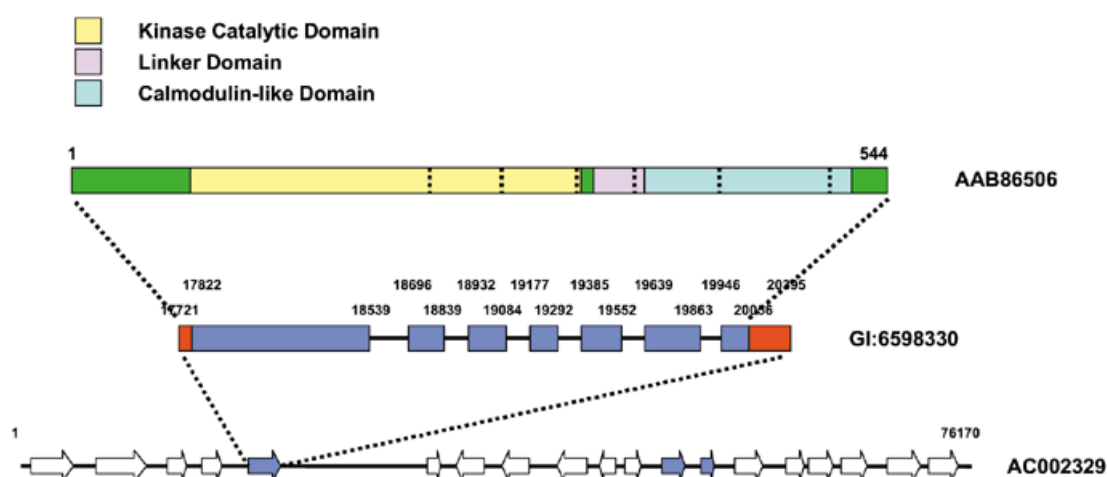 Kinase Catalytic Domain
Linker Domain
Calmodulin-like Domain
1 544
AAB86506
17822 18696 18932 19177 19385 19639 19946 20395
17721 18539 18839 19084 19292 19552 19863 20036
GI:6598330
1 76170
AC002329